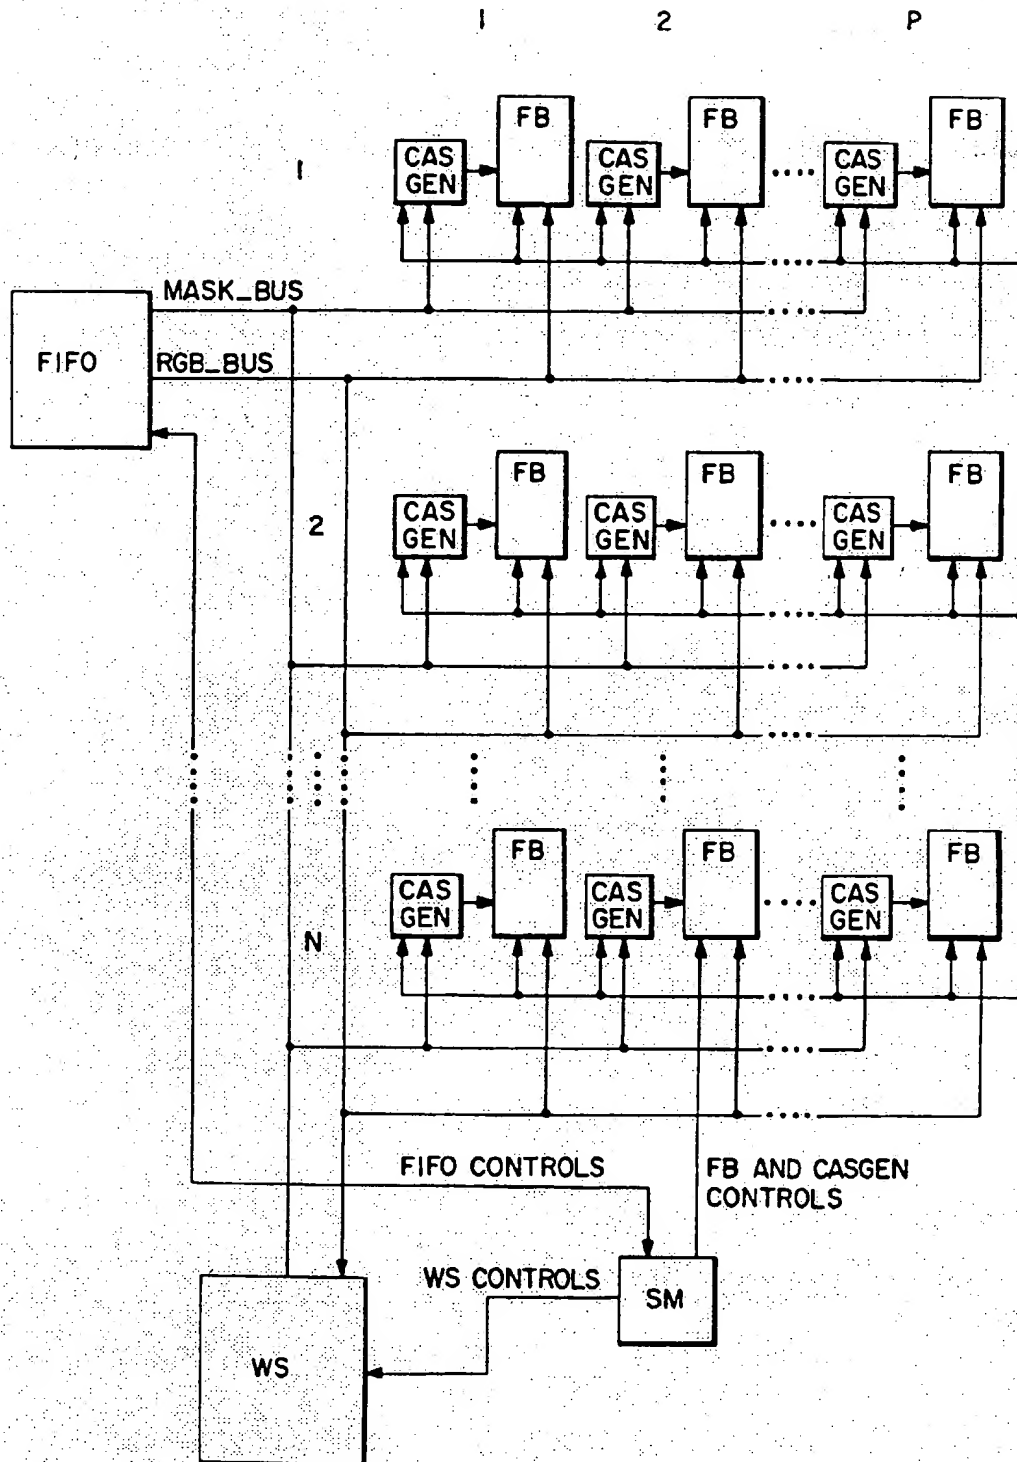 1 2 P
FB FB FB
1
CAS GEN CAS GEN CAS GEN
MASK_BUS
FIFO
RGB_BUS
FB FB FB
2
CAS GEN CAS GEN CAS GEN
FB FB FB
CAS GEN CAS GEN CAS GEN
N
FIFO CONTROLS
FB AND CASGEN
CONTROLS
WS CONTROLS
SM
WS